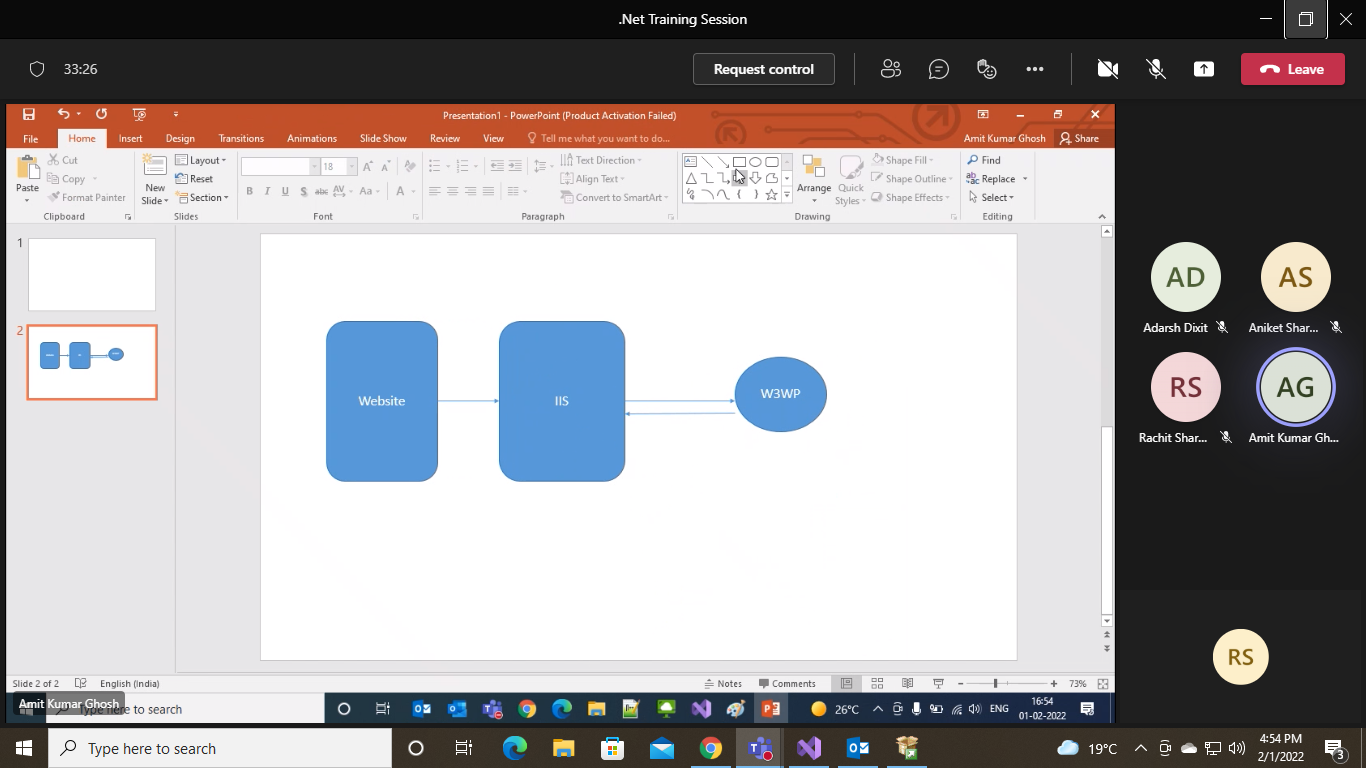 .Net Training Session
33:26
Request control
Leave
Presentation1 - PowerPoint (Product Activation Failed)
File
Home
Insert
Design
Transitions
Animations
Slide Show
Review
View
Tell me what you want to do...
Amit Kumar Ghosh
Share
Paste
Cut
Copy
Format Painter
Clipboard
New
Slide
Layout
Reset
Section
Slides
18
B I U S abc AV Aa A
Font
Text Direction
Align Text
Convert to SmartArt
Paragraph
Arrange
Quick
Styles
Shape Fill
Shape Outline
Shape Effects
Drawing
Find
Replace
Select
Editing
1
2
Website
IIS
W3WP
AD
Adarsh Dixit
AS
Aniket Shar...
RS
Rachit Shar...
AG
Amit Kumar Gh...
RS
Slide 2 of 2
English (India)
Notes
Comments
73%
Amit Kumar Ghosh
Type here to search
26°C
ENG
16:54
01-02-2022
Type here to search
19°C
4:54 PM
2/1/2022
3